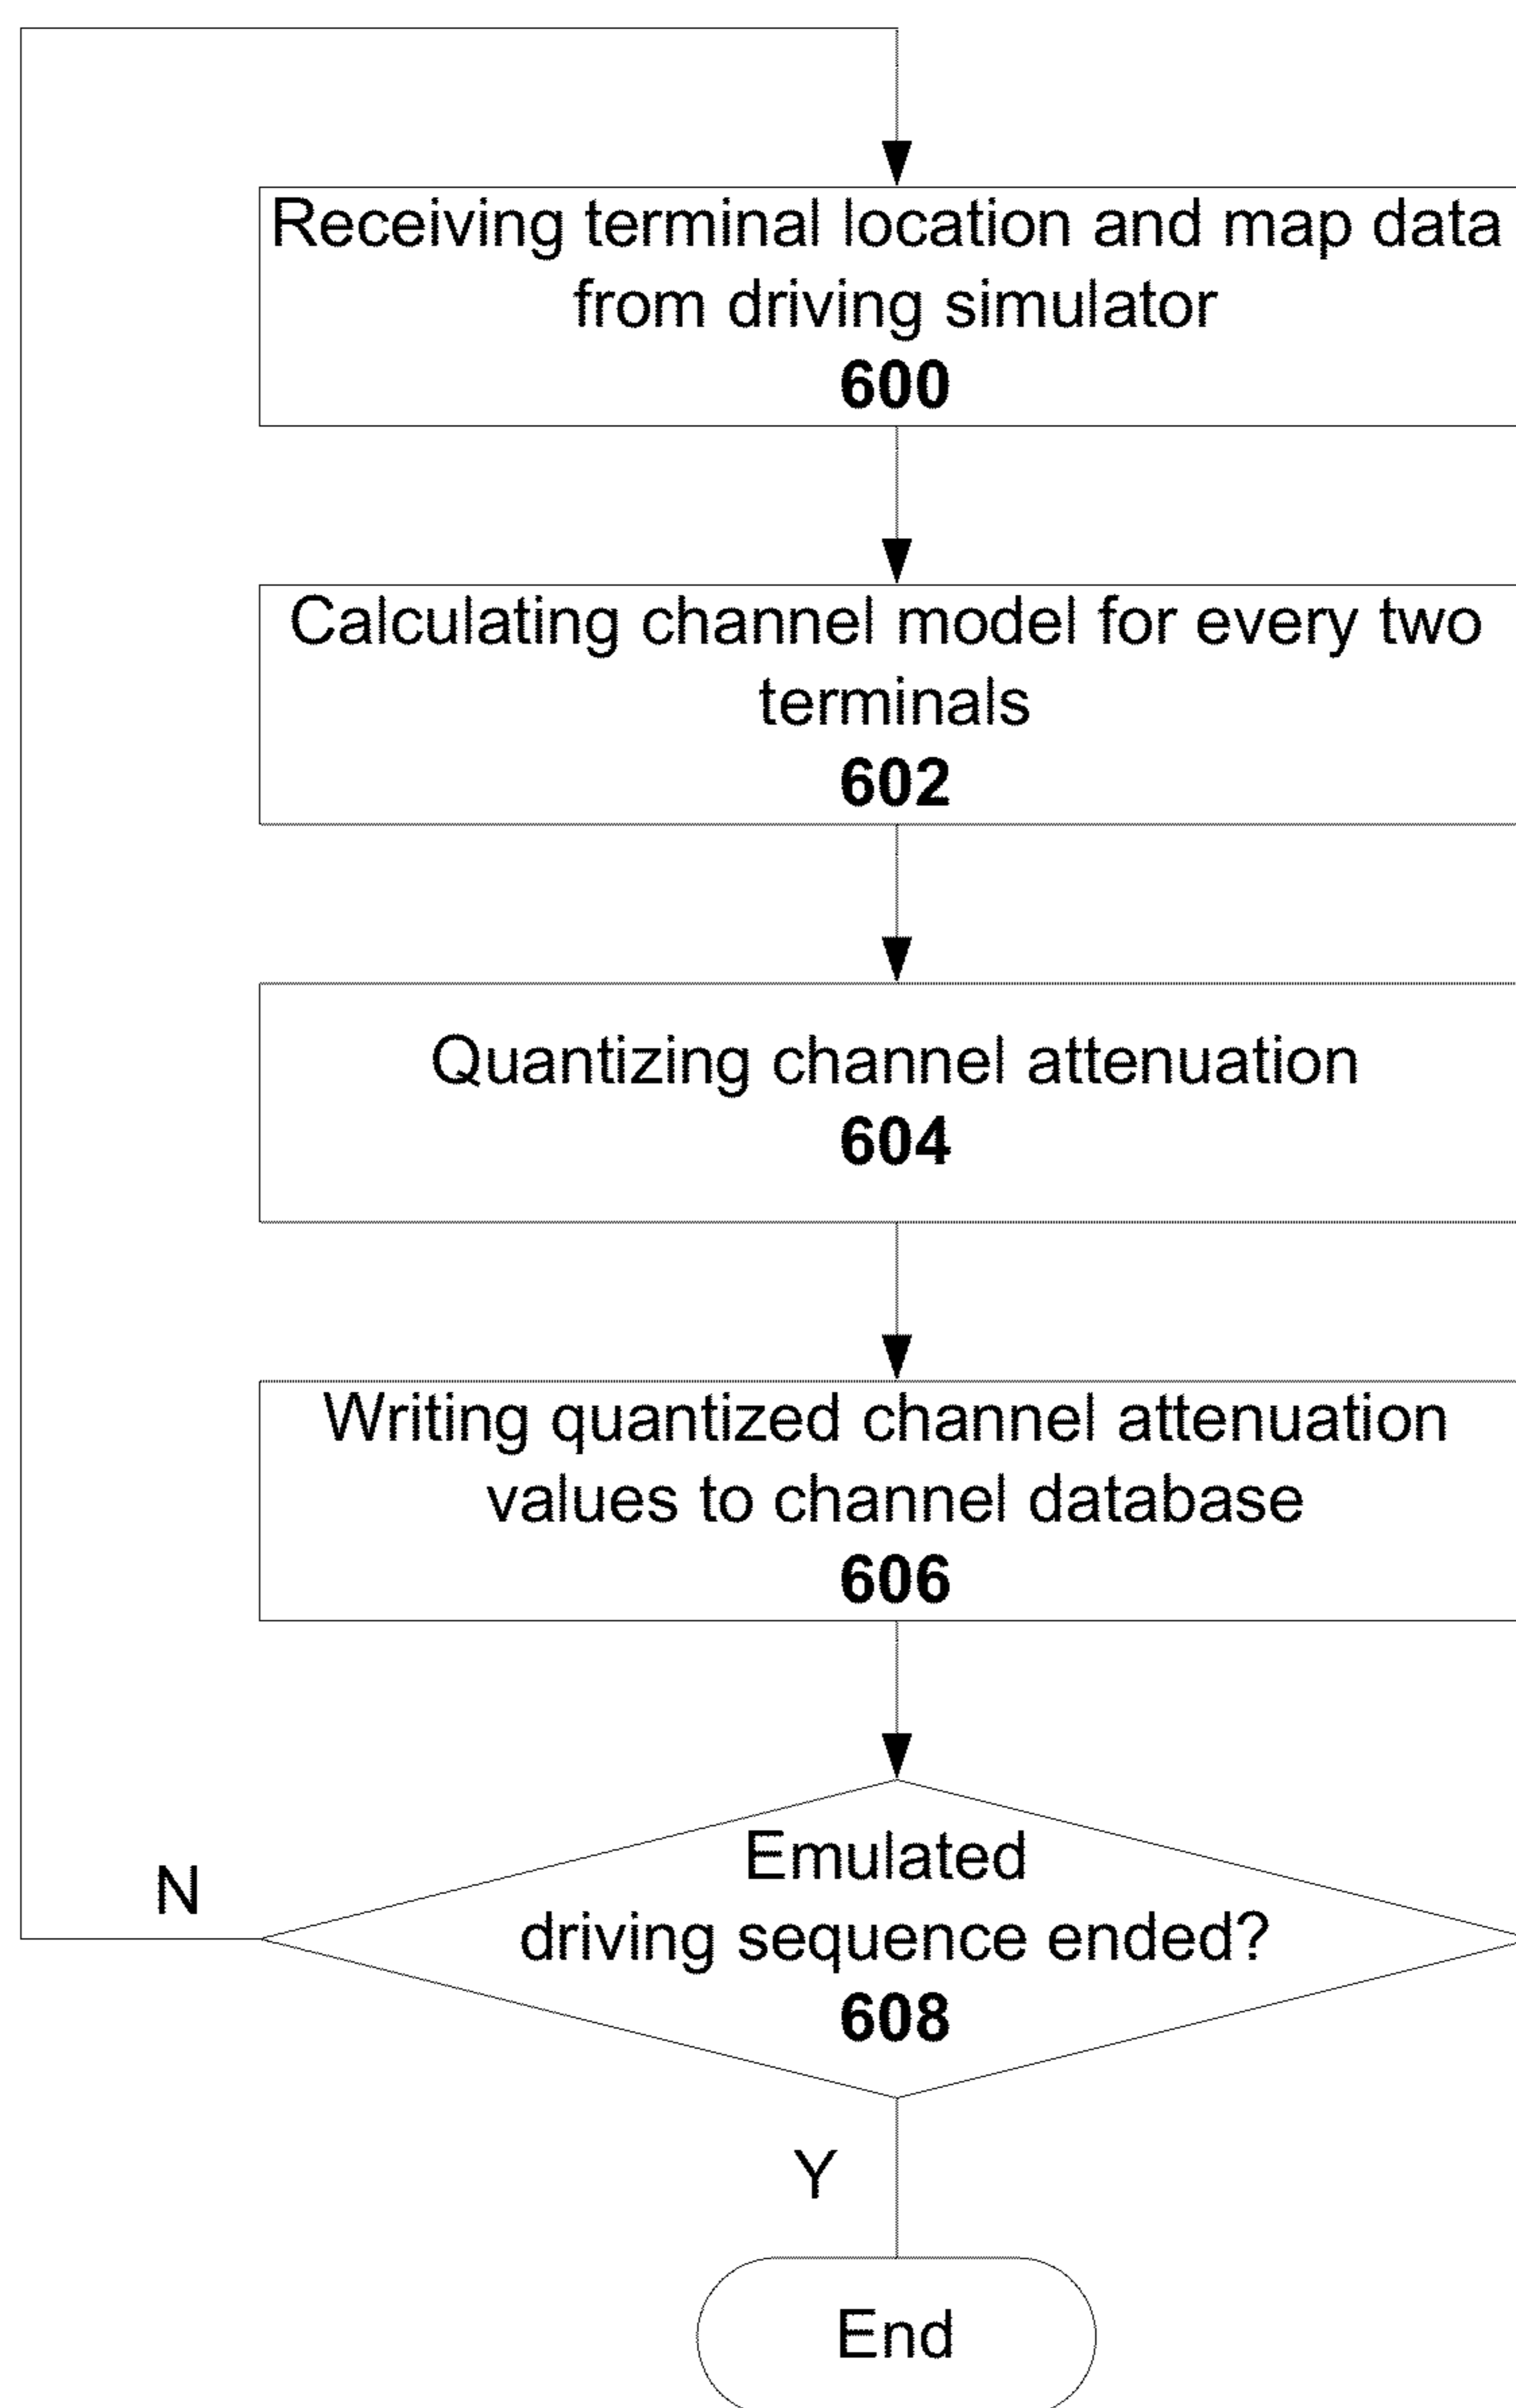 Receiving terminal location and map data
from driving simulator
600
Calculating channel model for every two
terminals
602
Quantizing channel attenuation
604
Writing quantized channel attenuation
values to channel database
606
Emulated
driving sequence ended?
608
N
Y
End